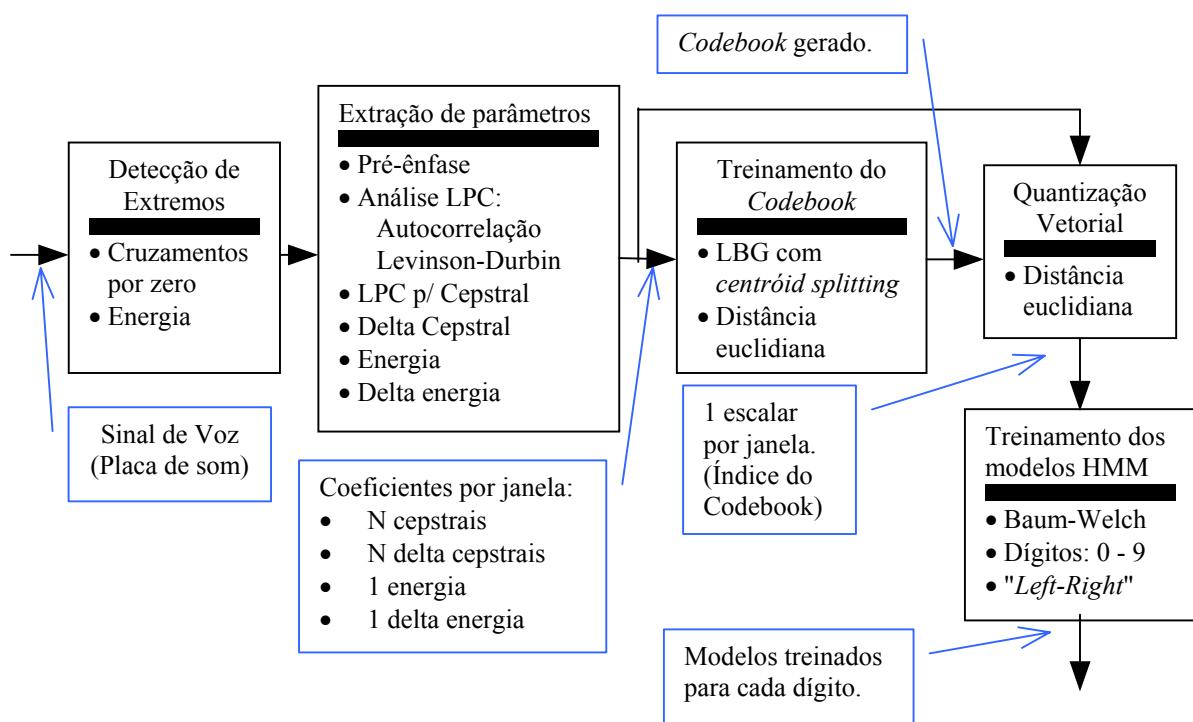 Codebook gerado.
Extração de parâmetros
• Pré-ênfase
• Análise LPC:
Autocorrelação
Levinson-Durbin
• LPC p/ Cepstral
• Delta Cepstral
• Energia
• Delta energia
Detecção de
Extremos
• Cruzamentos
por zero
• Energia
Treinamento do
Codebook
• LBG com
centróid splitting
• Distância
euclidiana
Quantização
Vetorial
• Distância
euclidiana
Sinal de Voz
(Placa de som)
Coeficientes por janela:
• N cepstrais
• N delta cepstrais
• 1 energia
• 1 delta energia
1 escalar
por janela.
(Índice do
Codebook)
Treinamento dos
modelos HMM
• Baum-Welch
• Dígitos: 0 - 9
• "Left-Right"
Modelos treinados
para cada dígito.